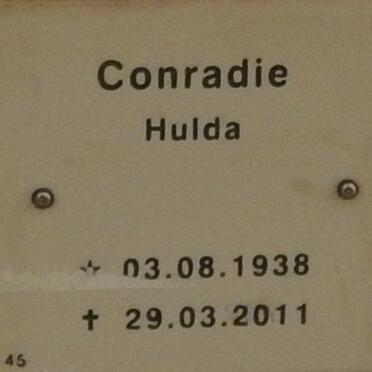 Conradie
Hulda
☆ 03.08.1938
✝ 29.03.2011
45